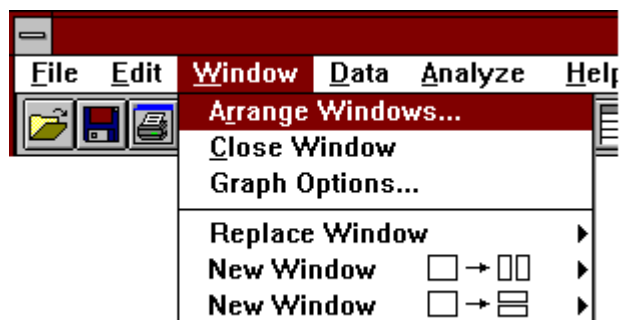 File Edit Window Data Analyze Help
Arrange Windows...
Close Window
Graph Options...
Replace Window
New Window
New Window